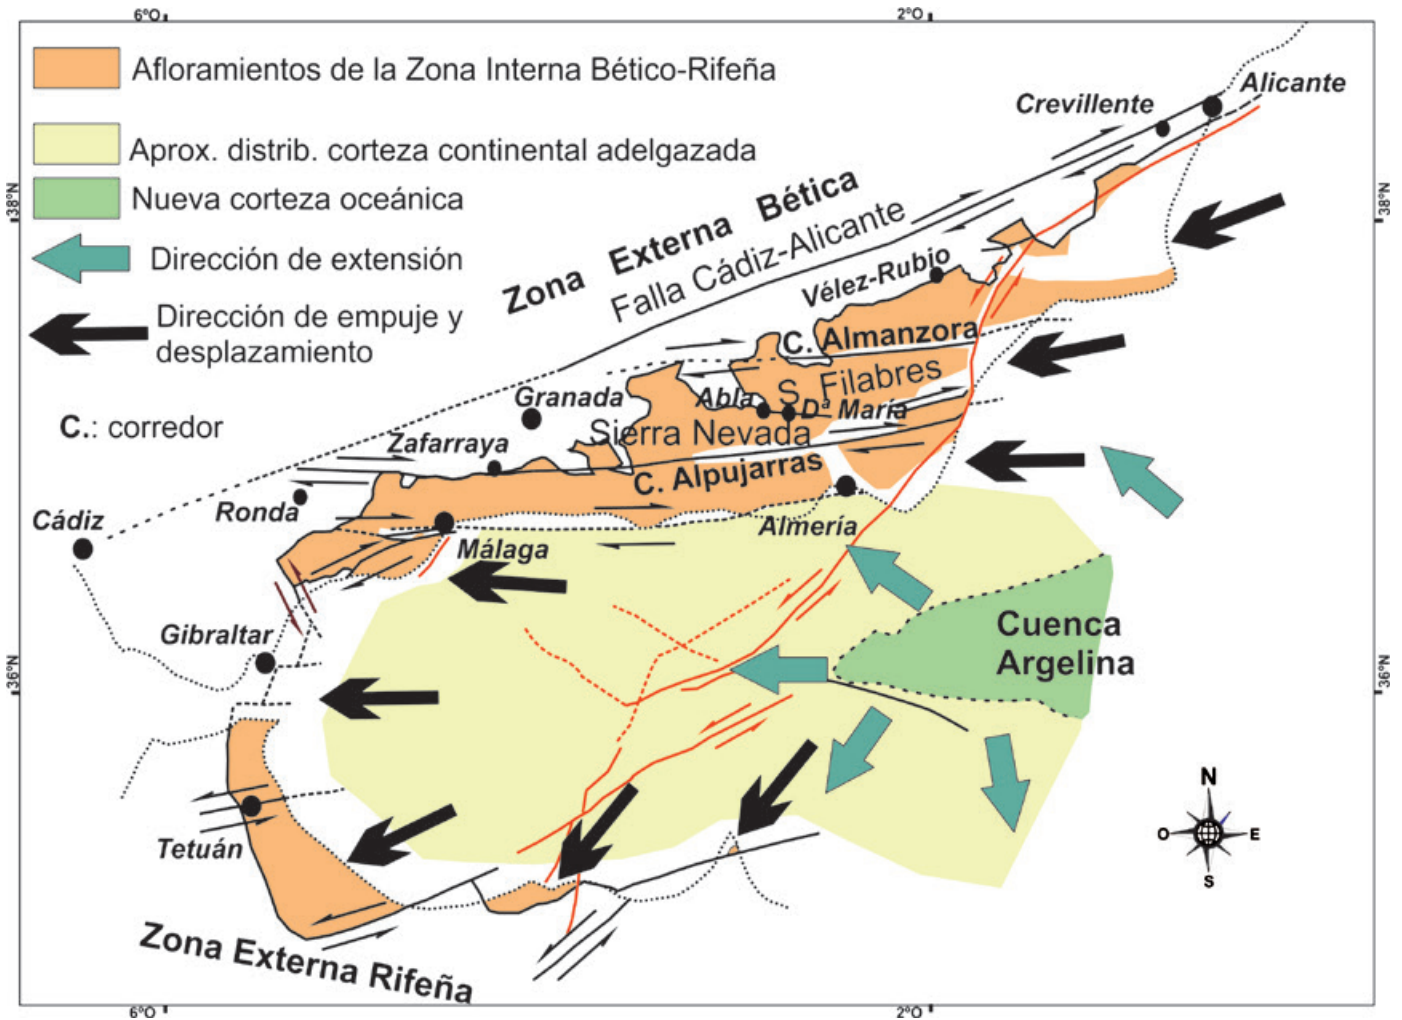 6ºO
2ºO
Afloramientos de la Zona Interna Bético-Rifeña
Aprox. distrib. corteza continental adelgazada
Nueva corteza oceánica
Dirección de extensión
Dirección de empuje y
desplazamiento
C.: corredor
38ºN
38ºN
Alicante
Crevillente
Zona Externa Bética
Falla Cádiz-Alicante
Vélez-Rubio
C. Almanzora
S. Filabres
Granada
Abla
Dª María
Sierra Nevada
Zafarraya
C. Alpujarras
Ronda
Cádiz
Almería
Málaga
Gibraltar
Cuenca
Argelina
36ºN
36ºN
Tetuán
N
O
E
S
Zona Externa Rifeña
6ºO
2ºO